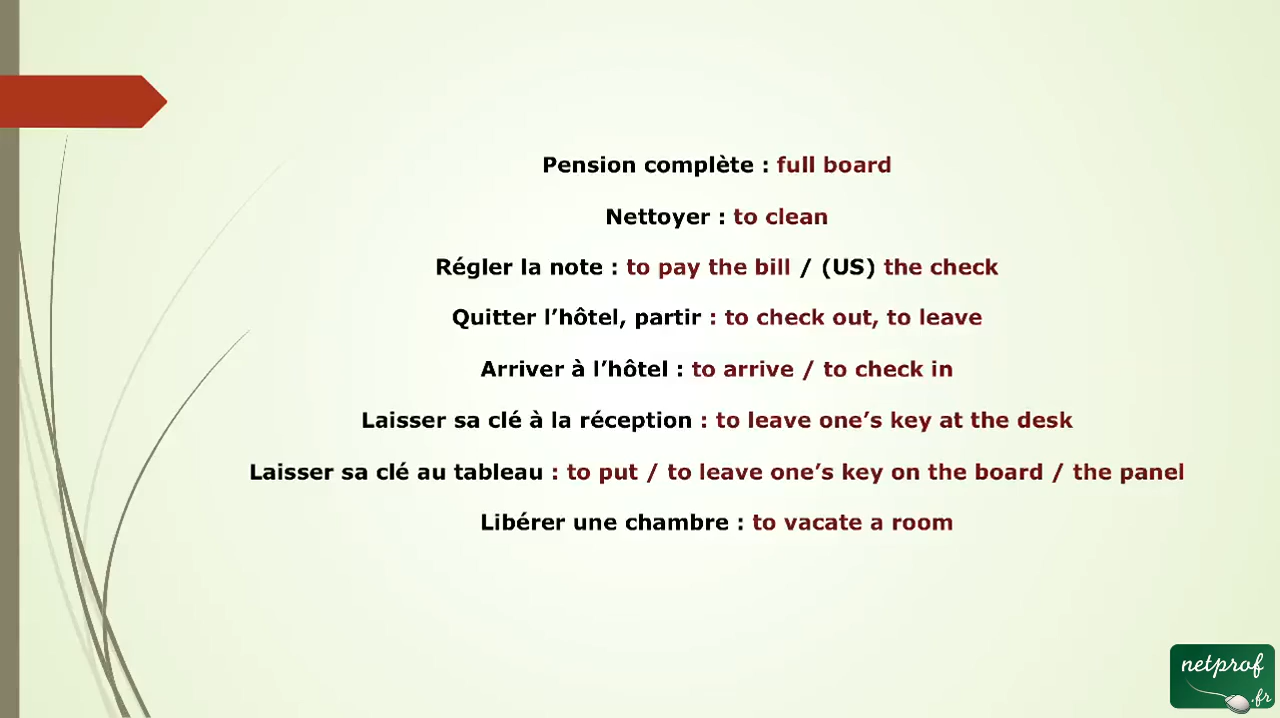 Pension complète : full board
Nettoyer : to clean
Régler la note : to pay the bill / (US) the check
Quitter l’hôtel, partir : to check out, to leave
Arriver à l’hôtel : to arrive / to check in
Laisser sa clé à la réception : to leave one’s key at the desk
Laisser sa clé au tableau : to put / to leave one’s key on the board / the panel
Libérer une chambre : to vacate a room
netprof
.fr